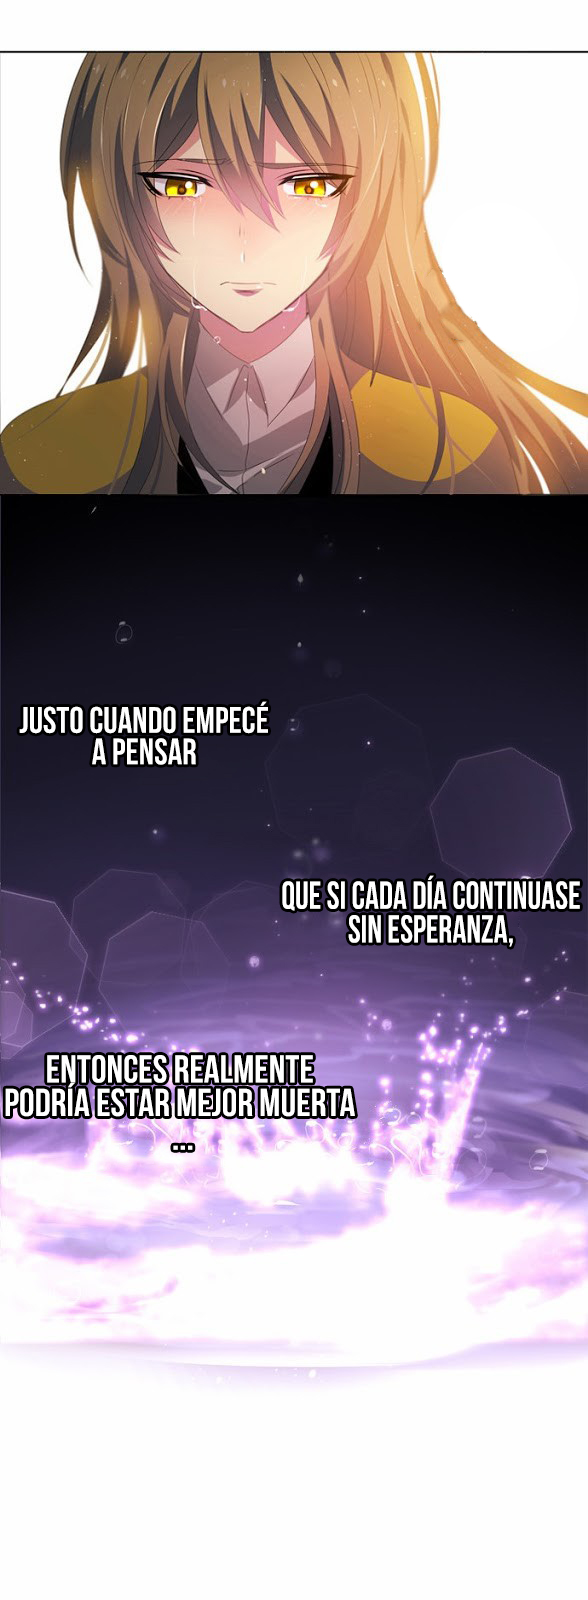 JUSTO CUANDO EMPECÉ
A PENSAR
QUE SI CADA DÍA CONTINUASE
SIN ESPERANZA,
ENTONCES REALMENTE
PODRÍA ESTAR MEJOR MUERTA
...